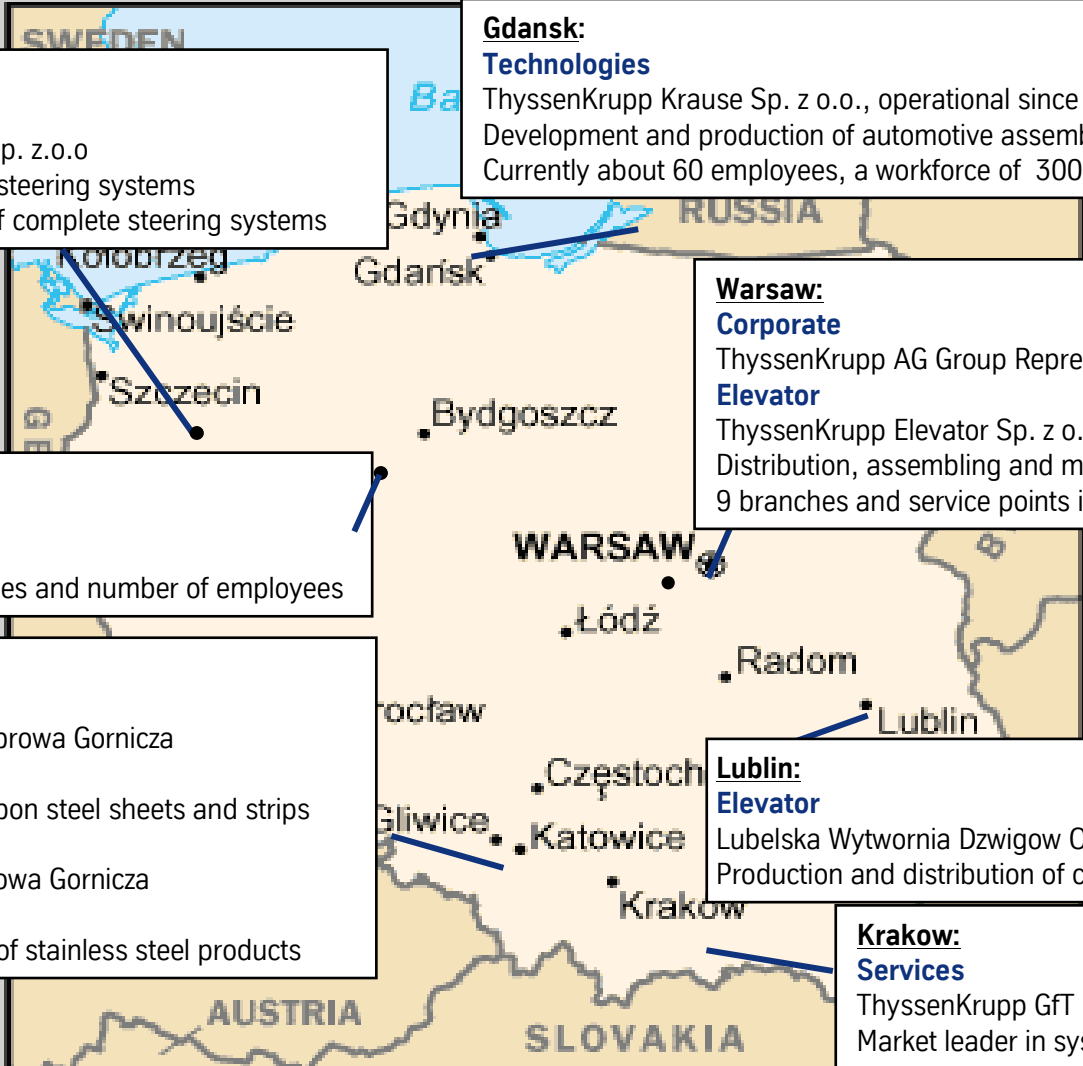 SWEDEN
Ba
Gdansk:
Technologies
ThyssenKrupp Krause Sp. z o.o., operational since
Development and production of automotive assemb
Currently about 60 employees, a workforce of 300
p. z.o.o
steering systems
f complete steering systems
RUSSIA
Gdynia
Gdańsk
Kołobrzeg
Świnoujście
Szczecin
Bydgoszcz
GE
Warsaw:
Corporate
ThyssenKrupp AG Group Repre
Elevator
ThyssenKrupp Elevator Sp. z o.
Distribution, assembling and m
9 branches and service points i
es and number of employees
WARSAW
B
Łódź
Radom
Lublin
rocław
browa Gornicza
bon steel sheets and strips
owa Gornicza
of stainless steel products
Częstoch
Gliwice
Katowice
Kraków
Lublin:
Elevator
Lubelska Wytwornia Dzwigow
Production and distribution of
Krakow:
Services
ThyssenKrupp GfT
Market leader in sys
AUSTRIA
SLOVAKIA